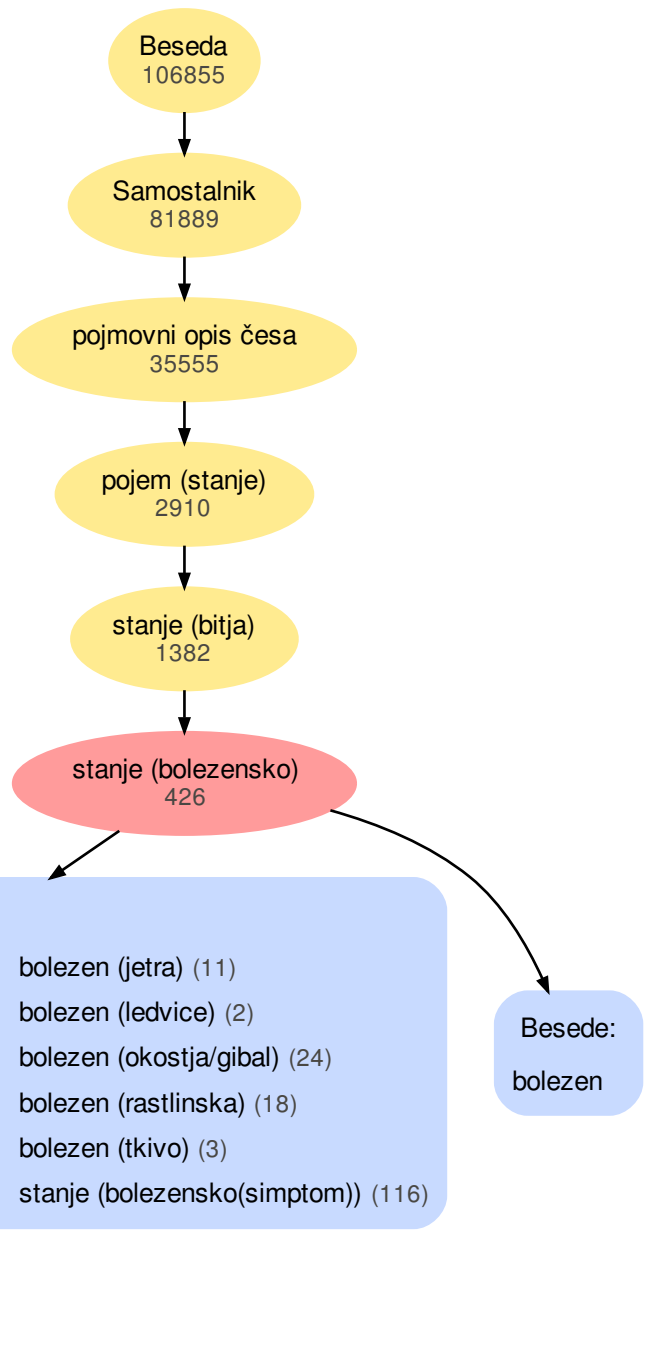 Beseda
106855
Samostalnik
81889
pojmovni opis česa
35555
pojem (stanje)
2910
stanje (bitja)
1382
stanje (bolezensko)
426
bolezen (jetra) (11)
bolezen (ledvice) (2)
bolezen (okostja/gibal) (24)
bolezen (rastlinska) (18)
bolezen (tkivo) (3)
stanje (bolezensko(simptom)) (116)
Besede:
bolezen